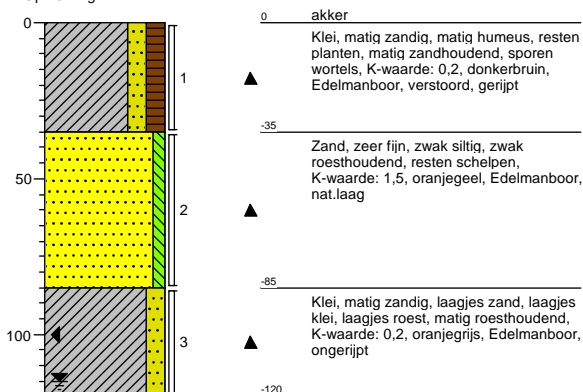 0
0 akker
Klei, matig zandig, matig humeus, resten
planten, matig zandhoudend, sporen
wortels, K-waarde: 0,2, donkerbruin,
Edelmanboor, verstoord, gerijpt
1
-35
Zand, zeer fijn, zwak siltig, zwak
roesthoudend, resten schelpen,
K-waarde: 1,5, oranjegeel, Edelmanboor,
nat.laag
50
2
-85
Klei, matig zandig, laagjes zand, laagjes
klei, laagjes roest, matig roesthoudend,
K-waarde: 0,2, oranjegrijs, Edelmanboor,
ongerijpt
100
3
-120